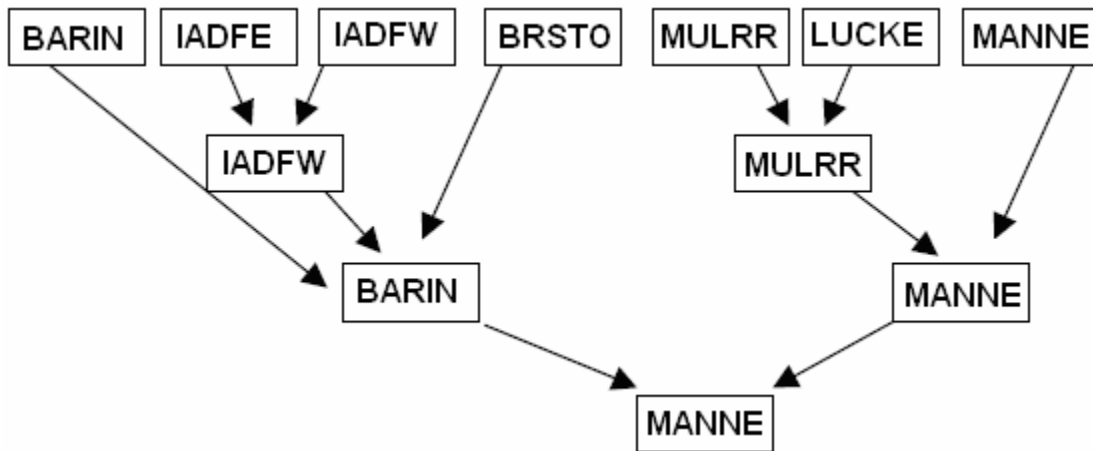 BARIN IADFE IADFW BRSTO MULRR LUCKE MANNE
IADFW MULRR
BARIN MANNE
MANNE